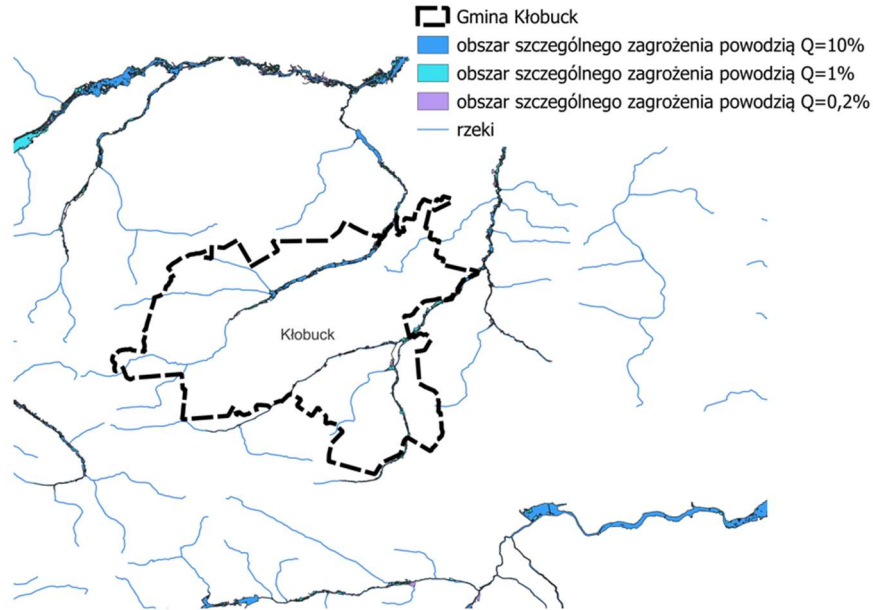 Gmina Kłobuck
obszar szczególnego zagrożenia powodzią Q=10%
obszar szczególnego zagrożenia powodzią Q=1%
obszar szczególnego zagrożenia powodzią Q=0,2%
rzeki
Kłobuck